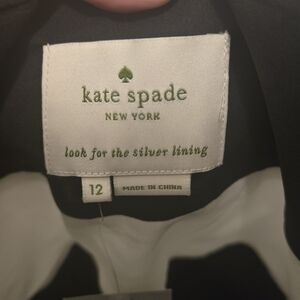 kate spade
NEW YORK
look for the silver lining
12
MADE IN CHINA